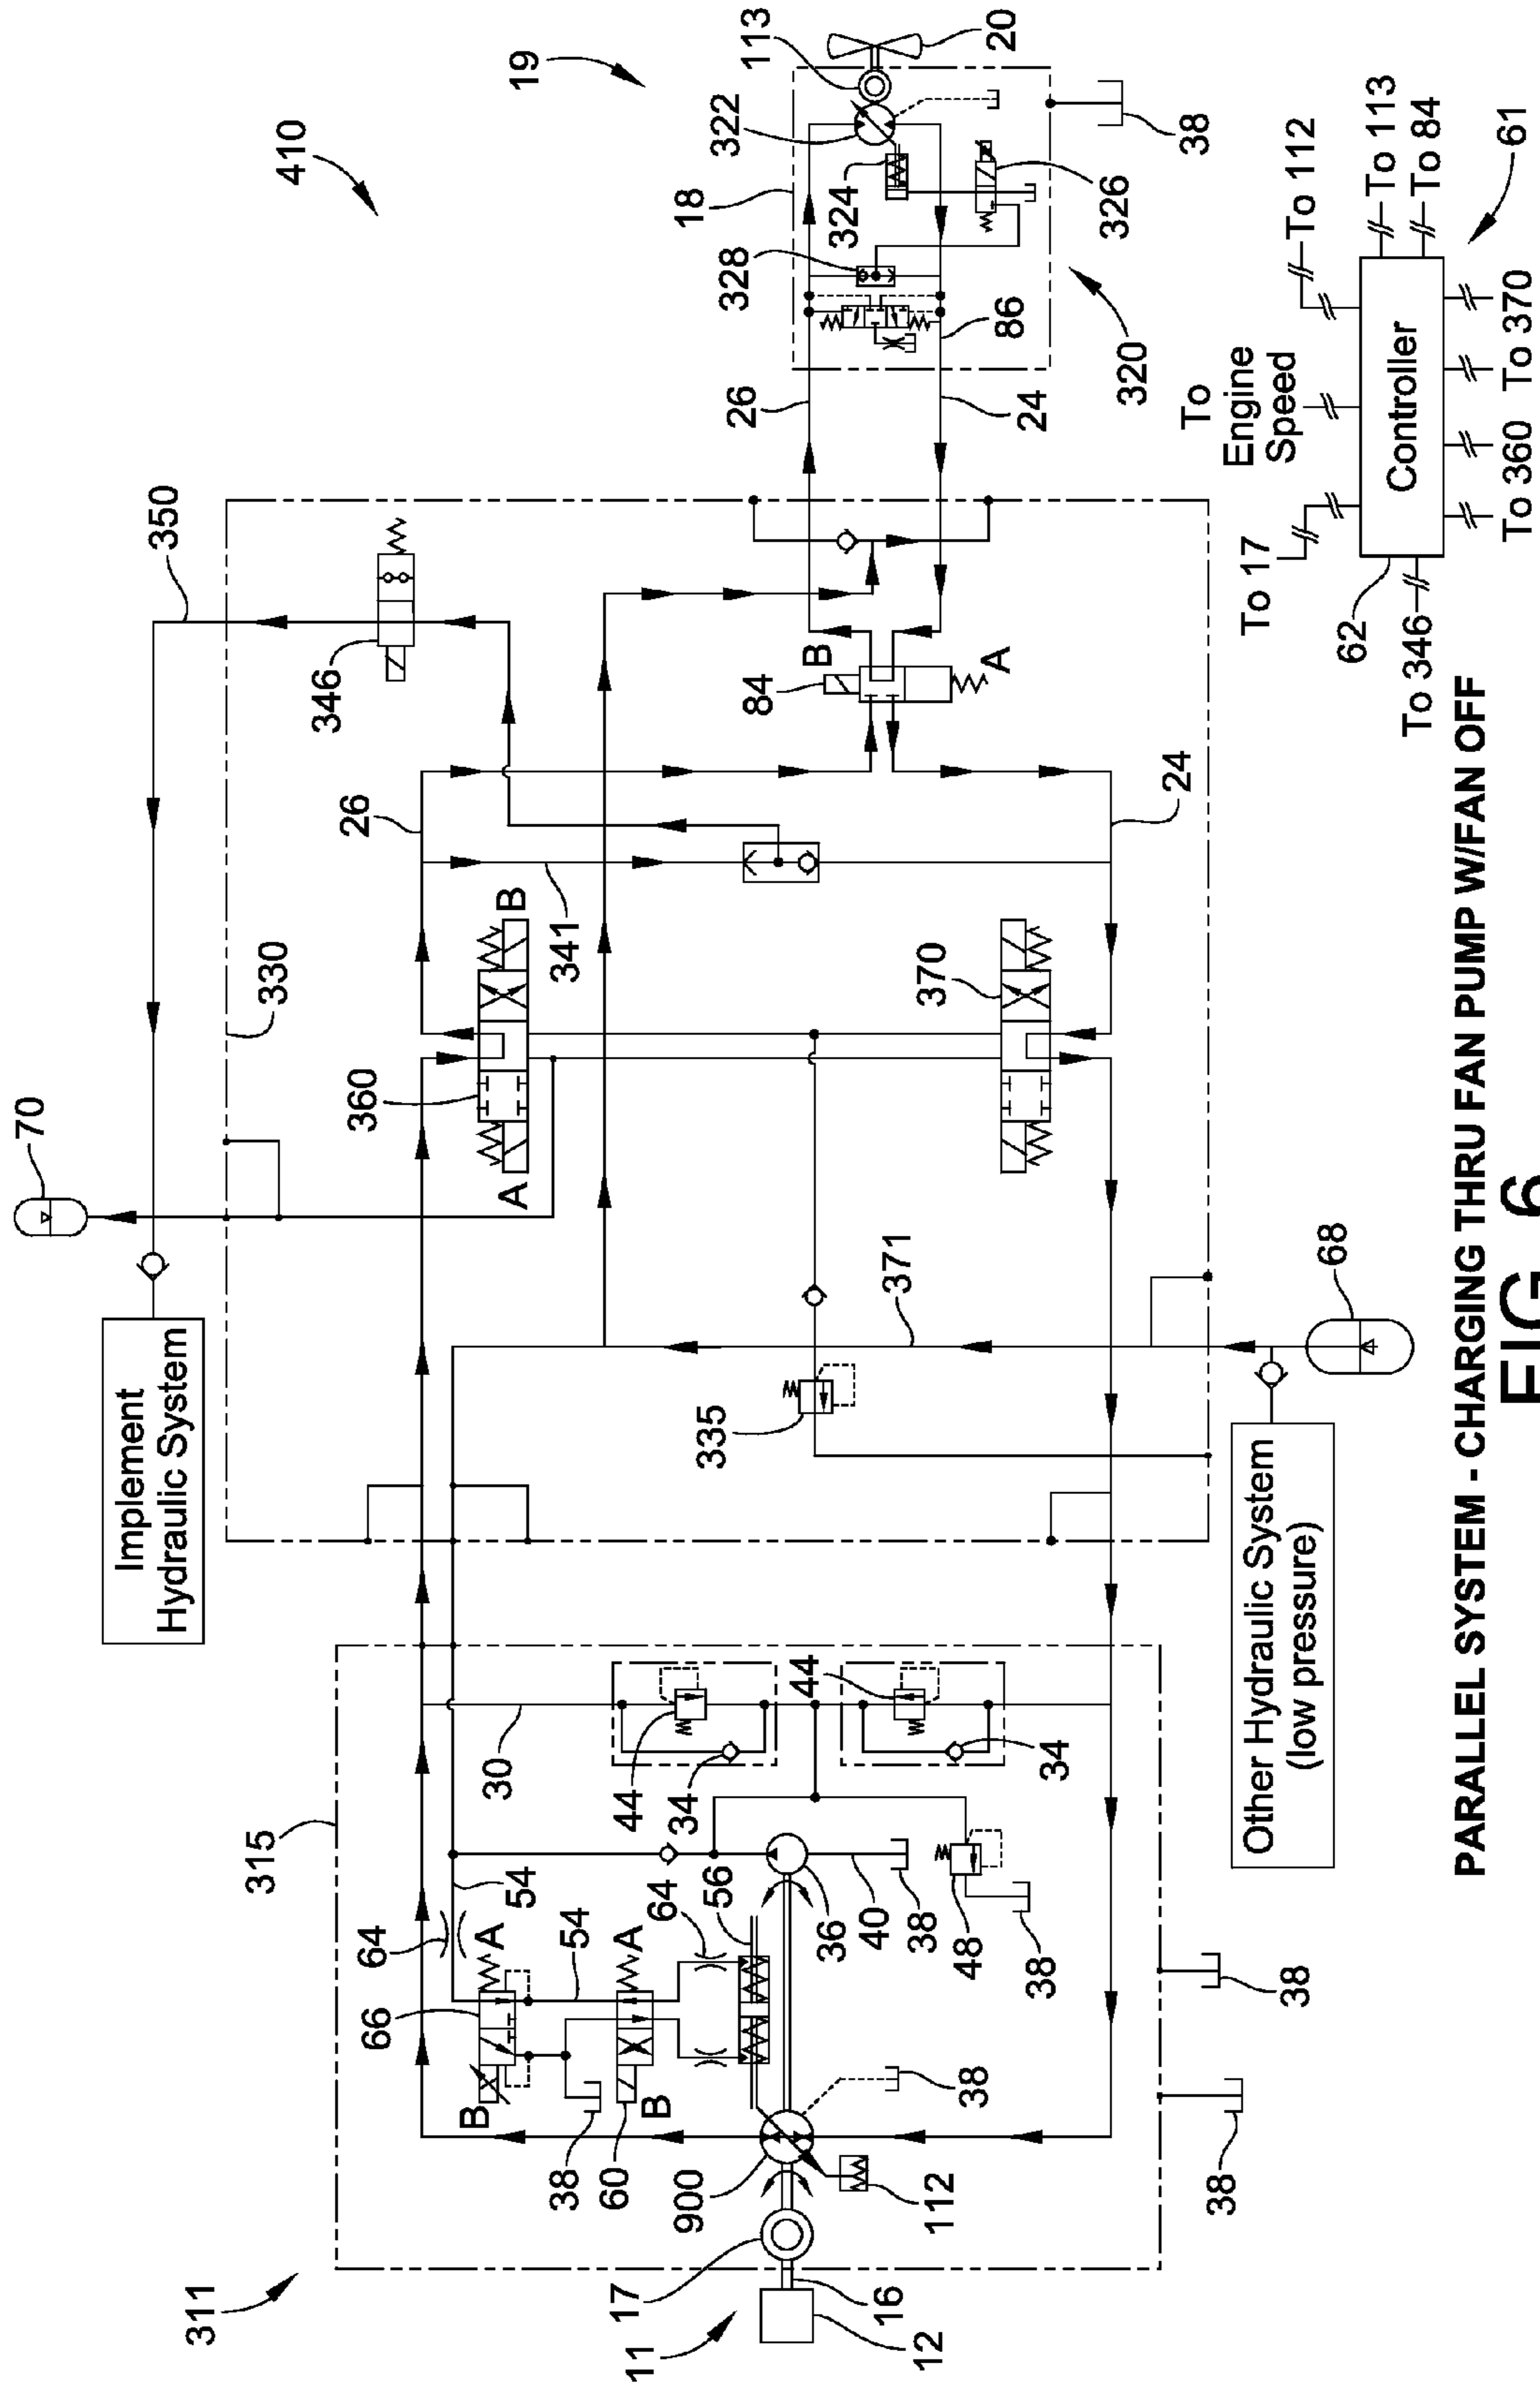 70
Implement
Hydraulic System
350
311
315
330
410
346
26
360
66
64
A
B
54
A
B
19
30
341
38
54
A
60
B
17
11
44
64
34
18
26
113
322
56
900
335
84
B
328
324
36
40
44
38
16
12
371
370
112
48
38
34
A
24
86
326
20
38
320
24
68
38
38
38
Other Hydraulic System
(low pressure)
To 17
To
Engine
Speed
To 112
To 113
To 84
62
Controller
61
To 346
To 360
To 370
PARALLEL SYSTEM - CHARGING THRU FAN PUMP W/FAN OFF
FIG. 6